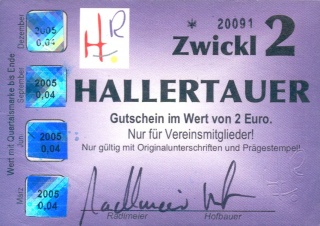 * 20091
HR
Zwickl 2
HALLERTAUER
Gutschein im Wert von 2 Euro.
Nur für Vereinsmitglieder!
Nur gültig mit Originalunterschriften und Prägestempel!
Radlmeier Hofbauer
Wert mit Quartalsmarke bis Ende
Dezember
2005
0,04
September
2005
0,04
Juni
2005
0,04
März
2005
0,04